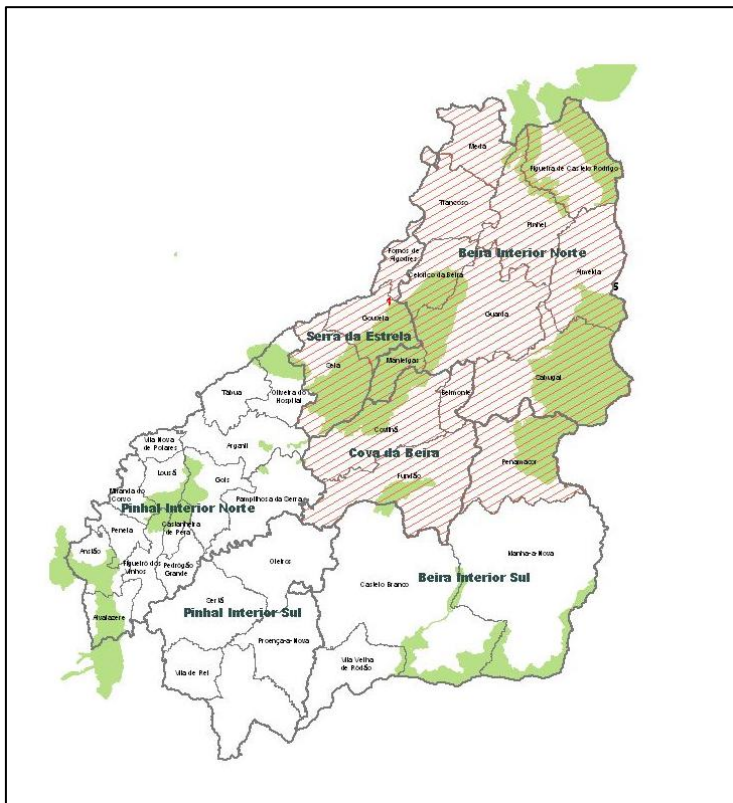 Meda
Figueira de Castelo Rodrigo
Trancoso
Pinhel
Fornos de
Algodres
Beira Interior Norte
Celorico da Beira
Almeida
5
Gouveia
Guarda
Serra da Estrela
Seia
Manteigas
Sabugal
Belmonte
Tábua
Oliveira do
Hospital
Covilhã
Cova da Beira
Penamacor
Vila Nova
de Poiares
Arganil
Fundão
Lousã
Góis
Miranda do
Corvo
Pampilhosa da Serra
Pinhal Interior Norte
Castanheira
de Pera
Penela
Ansião
Figueiró dos
Vinhos
Pedrógão
Grande
Oleiros
Idanha-a-Nova
Castelo Branco
Beira Interior Sul
Alvaiázere
Sertã
Pinhal Interior Sul
Proença-a-Nova
Vila de Rei
Vila Velha
de Ródão